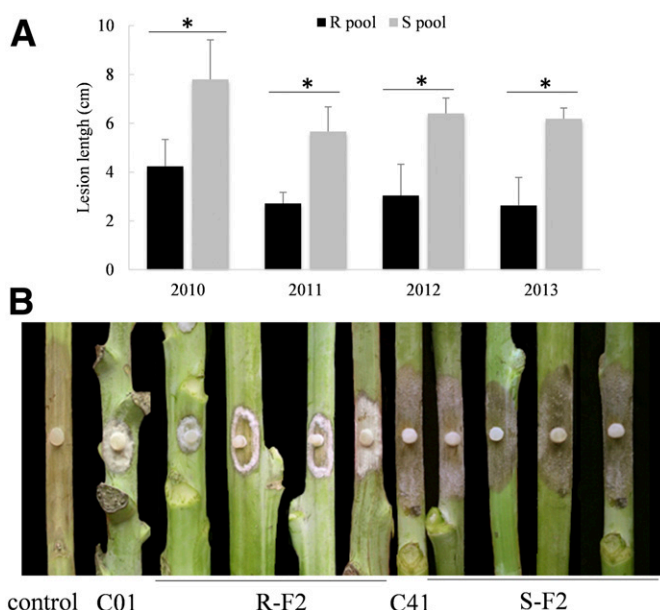 A
R pool S pool
10
8
6
4
2
0
Lesion lentgh (cm)
* * * *
2010 2011 2012 2013
B
control C01 R-F2 C41 S-F2